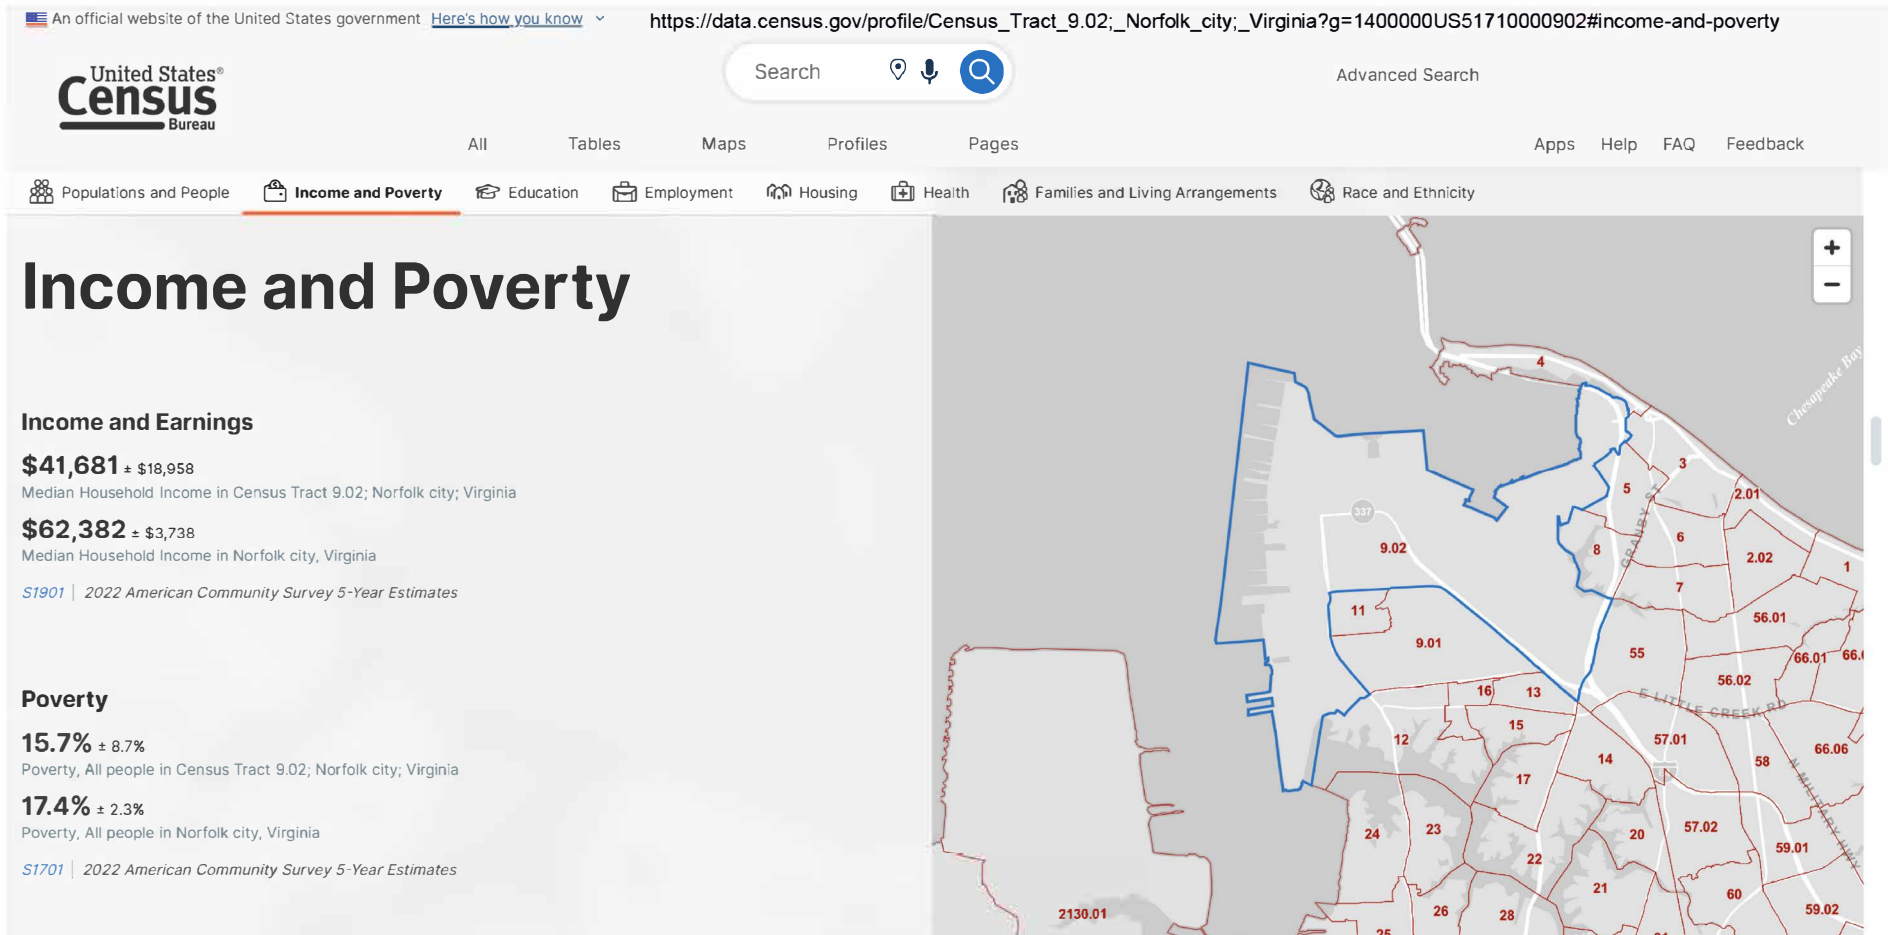 An official website of the United States government Here's how you know
https://data.census.gov/profile/Census_Tract_9.02;_Norfolk_city;_Virginia?g=1400000US51710000902#income-and-poverty
United States®
Census
Bureau
Search
Advanced Search
All Tables Maps Profiles Pages
Apps Help FAQ Feedback
Populations and People Income and Poverty Education Employment Housing Health Families and Living Arrangements Race and Ethnicity
Income and Poverty
Income and Earnings
$41,681 ± $18,958
Median Household Income in Census Tract 9.02; Norfolk city; Virginia
$62,382 ± $3,738
Median Household Income in Norfolk city, Virginia
S1901 | 2022 American Community Survey 5-Year Estimates
Poverty
15.7% ± 8.7%
Poverty, All people in Census Tract 9.02; Norfolk city; Virginia
17.4% ± 2.3%
Poverty, All people in Norfolk city, Virginia
S1701 | 2022 American Community Survey 5-Year Estimates
+
−
4
Chesapeake Bay
3
5
2.01
337
GRANBY ST
6
9.02
8
2.02
1
7
11
56.01
9.01
55
66.01
56.02
16
13
E LITTLE CREEK RD
15
12
57.01
66.06
14
58
17
N MILITARY HWY
24
23
20
57.02
59.01
22
21
60
2130.01
26
28
59.02
25